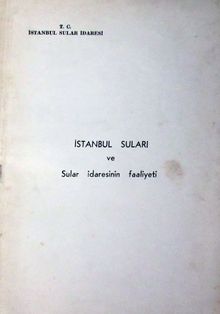 T. C.
İSTANBUL SULAR İDARESİ
İSTANBUL SULARI
ve
Sular idaresinin faaliyeti